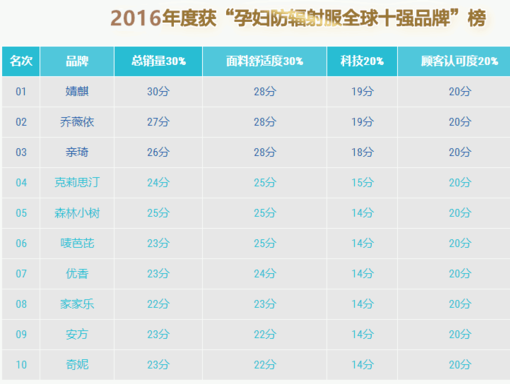 2016年度获“孕妇防辐射服全球十强品牌”榜
名次 品牌 总销量30% 面料舒适度30% 科技20% 顾客认可度20%
01 婧麒 30分 28分 19分 20分
02 乔薇依 27分 28分 19分 20分
03 亲琦 26分 28分 18分 20分
04 克莉思汀 24分 25分 15分 20分
05 森林小树 25分 25分 14分 20分
06 唛芭芘 23分 25分 14分 20分
07 优香 23分 24分 14分 20分
08 家家乐 22分 23分 14分 20分
09 安方 23分 22分 14分 20分
10 奇妮 23分 22分 14分 20分